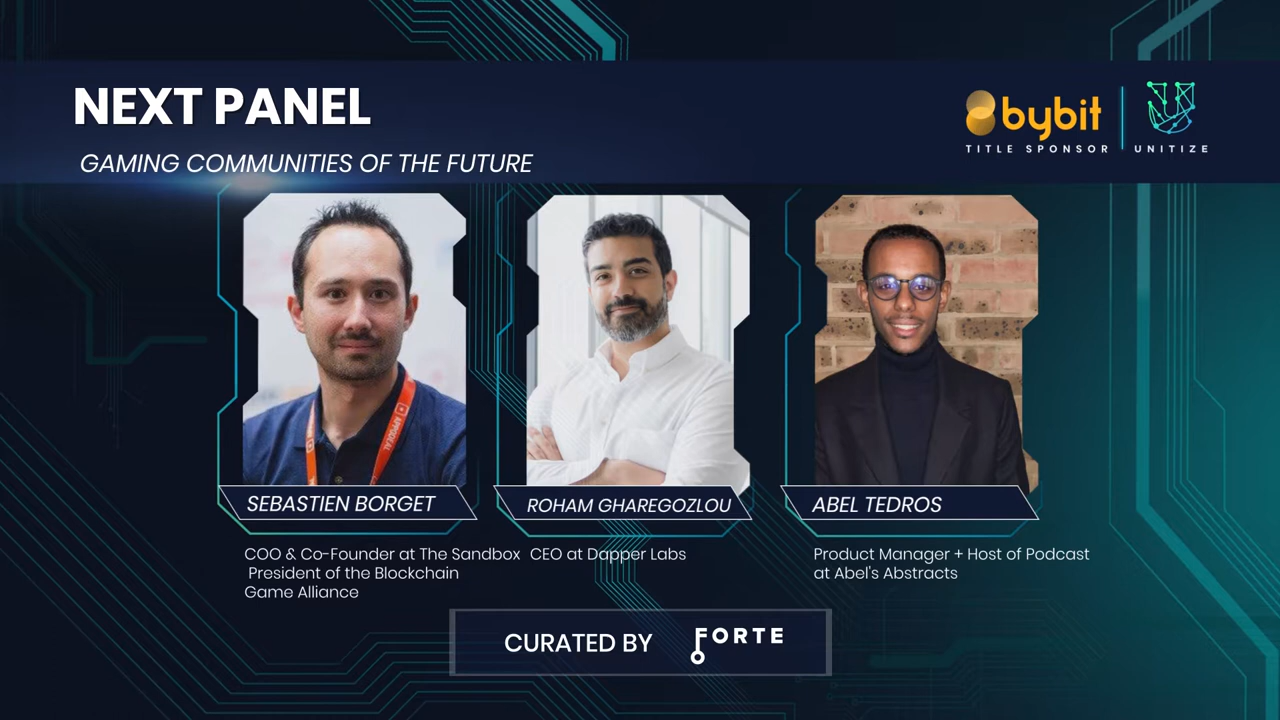 NEXT PANEL
GAMING COMMUNITIES OF THE FUTURE
bybit
TITLE SPONSOR
UNITIZE
SEBASTIEN BORGET
COO & Co-Founder at The Sandbox
President of the Blockchain
Game Alliance
ROHAM GHAREGOZLOU
CEO at Dapper Labs
ABEL TEDROS
Product Manager + Host of Podcast
at Abel's Abstracts
CURATED BY
FORTE